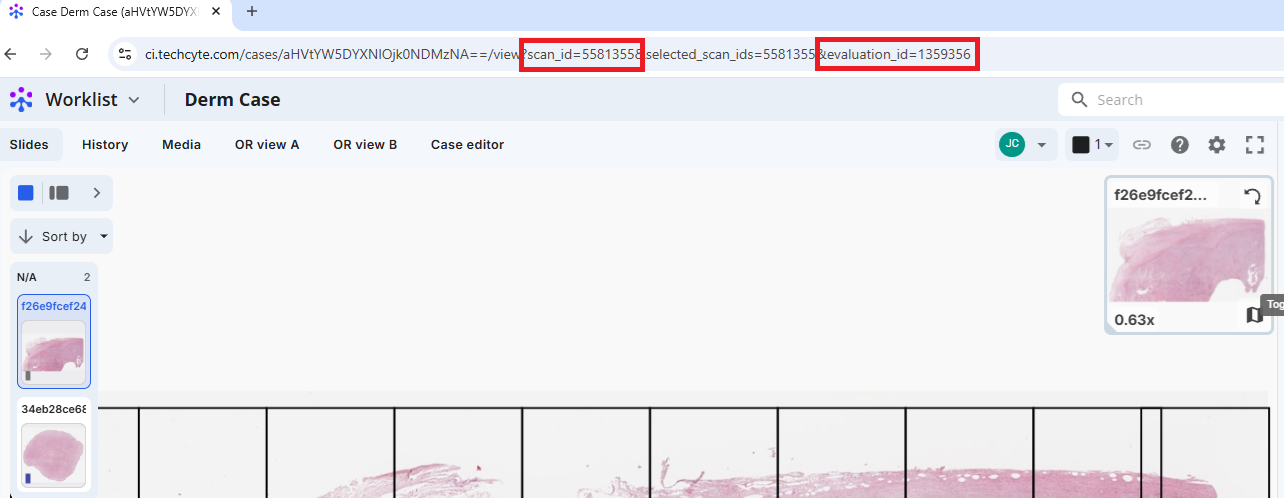 Case Derm Case (aHVtYW5DYX
ci.techcyte.com/cases/aHVtYW5DYXNlOjk0NDMzNA==/view?scan_id=5581355&selected_scan_ids=5581355&evaluation_id=1359356
Worklist
Derm Case
Search
Slides
History
Media
OR view A
OR view B
Case editor
JC
1
f26e9fcef2...
Sort by
N/A
2
f26e9fcef24
0.63x
Tog
34eb28ce68